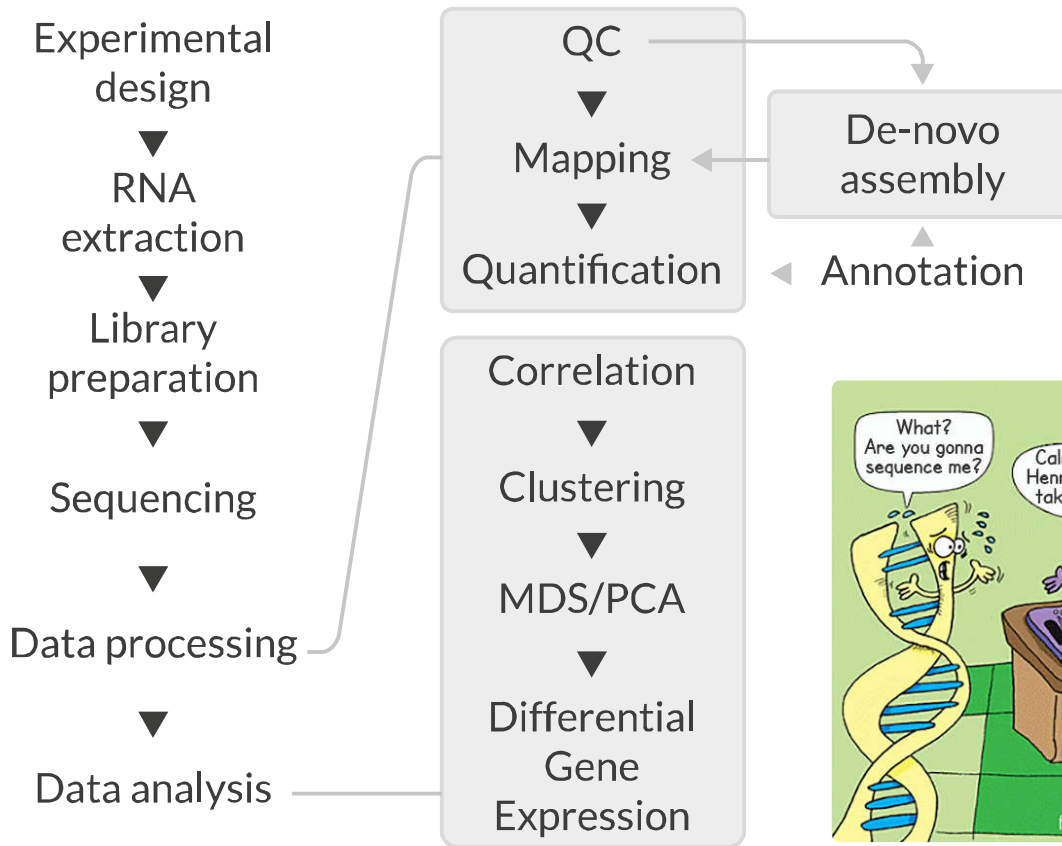 Experimental
design
RNA
extraction
Library
preparation
Sequencing
Data processing
Data analysis
QC
Mapping
Quantification
De-novo
assembly
Annotation
Correlation
Clustering
MDS/PCA
Differential
Gene
Expression
What?
Are you gonna
sequence me?